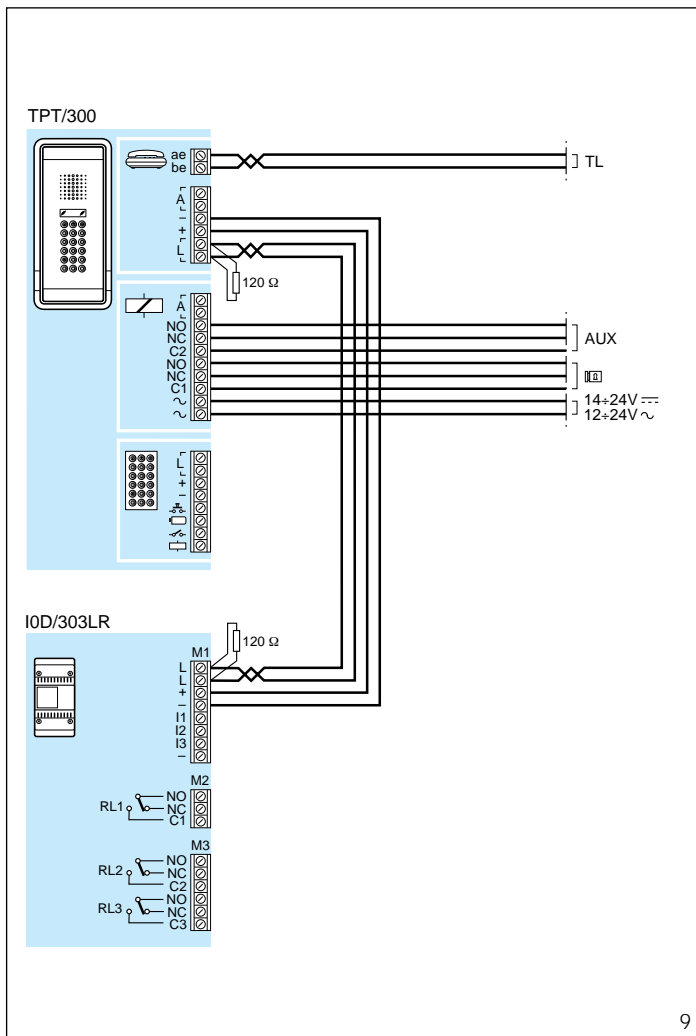 TPT/300
ae
be
TL
A
–
+
L
120 Ω
A
NO
NC
C2
AUX
NO
NC
C1
14÷24V
12÷24V
L
+
–
I0D/303LR
120 Ω
M1
L
L
+
–
I1
I2
I3
–
M2
RL1
NO
NC
C1
M3
RL2
NO
NC
C2
RL3
NO
NC
C3
9